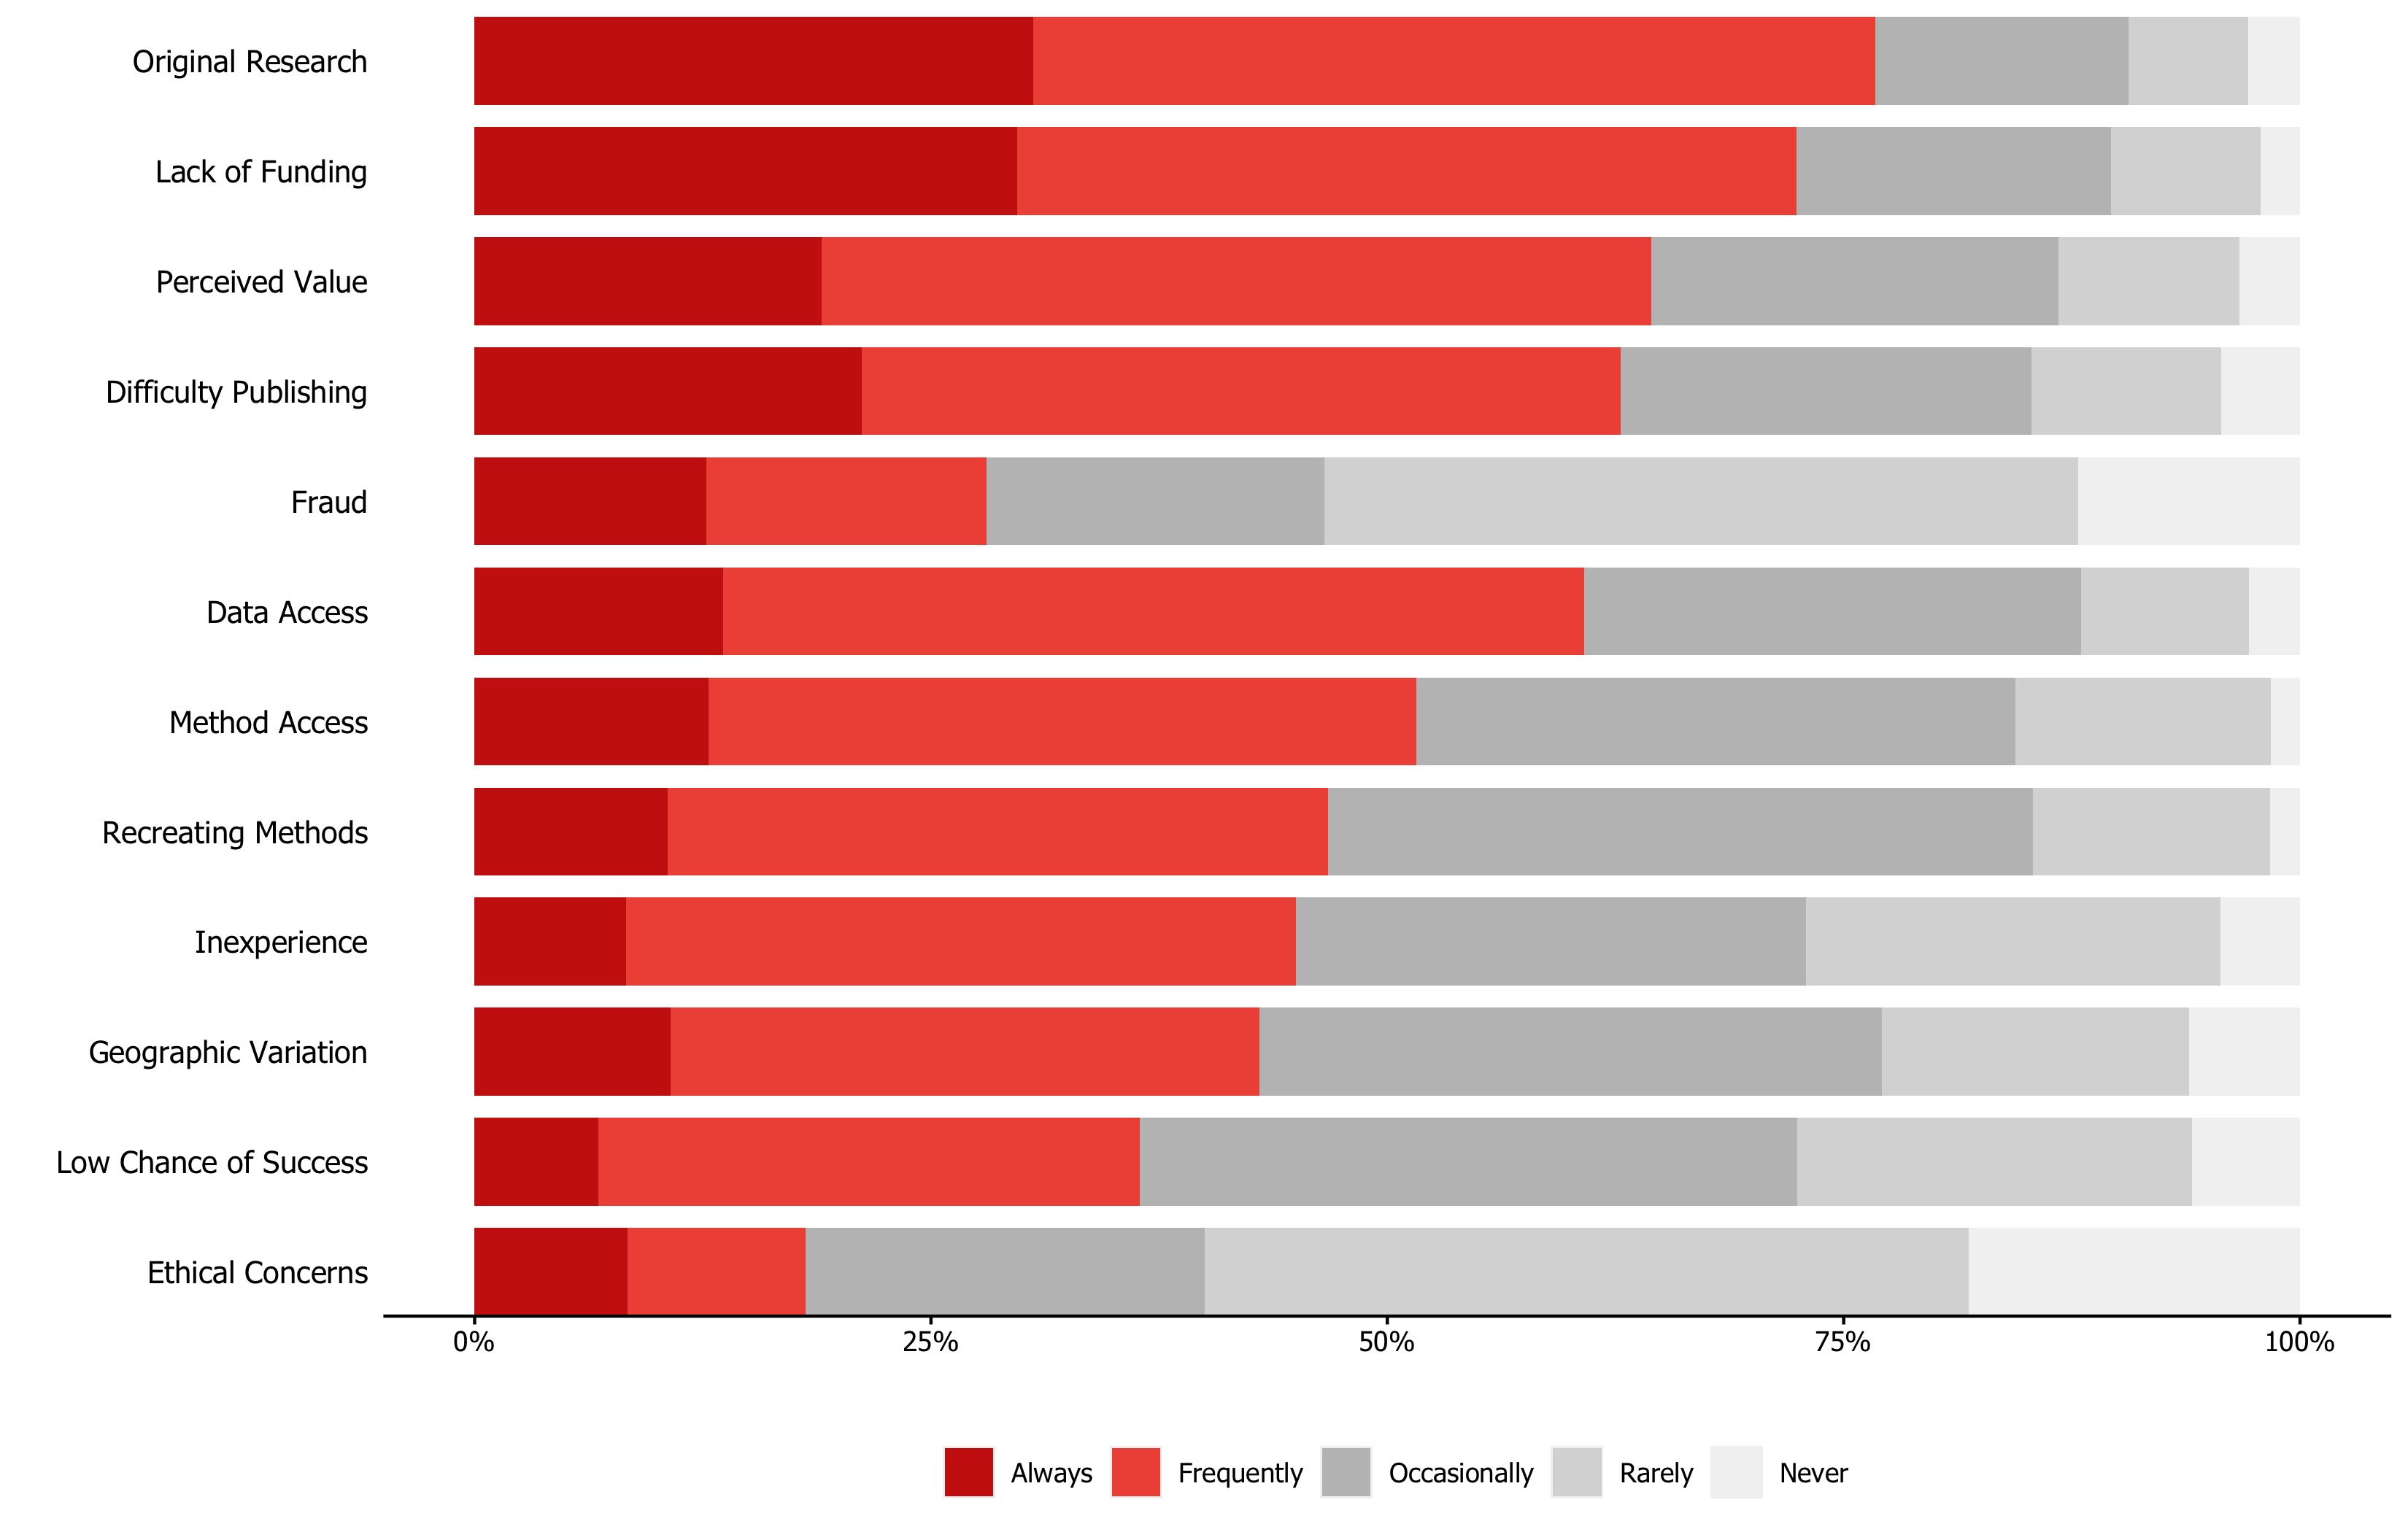 Original Research
Lack of Funding
Perceived Value
Difficulty Publishing
Fraud
Data Access
Method Access
Recreating Methods
Inexperience
Geographic Variation
Low Chance of Success
Ethical Concerns
0% 25% 50% 75% 100%
Always Frequently Occasionally Rarely Never